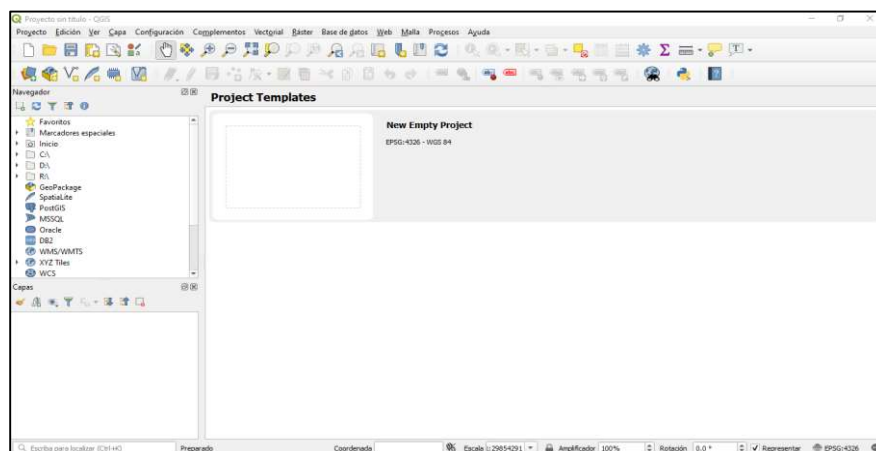 Proyecto sin título - QGIS
Proyecto Edición Ver Capa Configuración Complementos Vectorial Ráster Base de datos Web Malla Procesos Ayuda
Navegador
Favoritos
Marcadores espaciales
Inicio
C:\
D:\
R:\
GeoPackage
SpatiaLite
PostGIS
MSSQL
Oracle
DB2
WMS/WMTS
XYZ Tiles
WCS
Capas
Project Templates
New Empty Project
EPSG:4326 - WGS 84
Escriba para localizar (Ctrl+K) Preparado Coordenada Escala 1:29854291 Amplificador 100% Rotación 0.0 ° Representar EPSG:4326